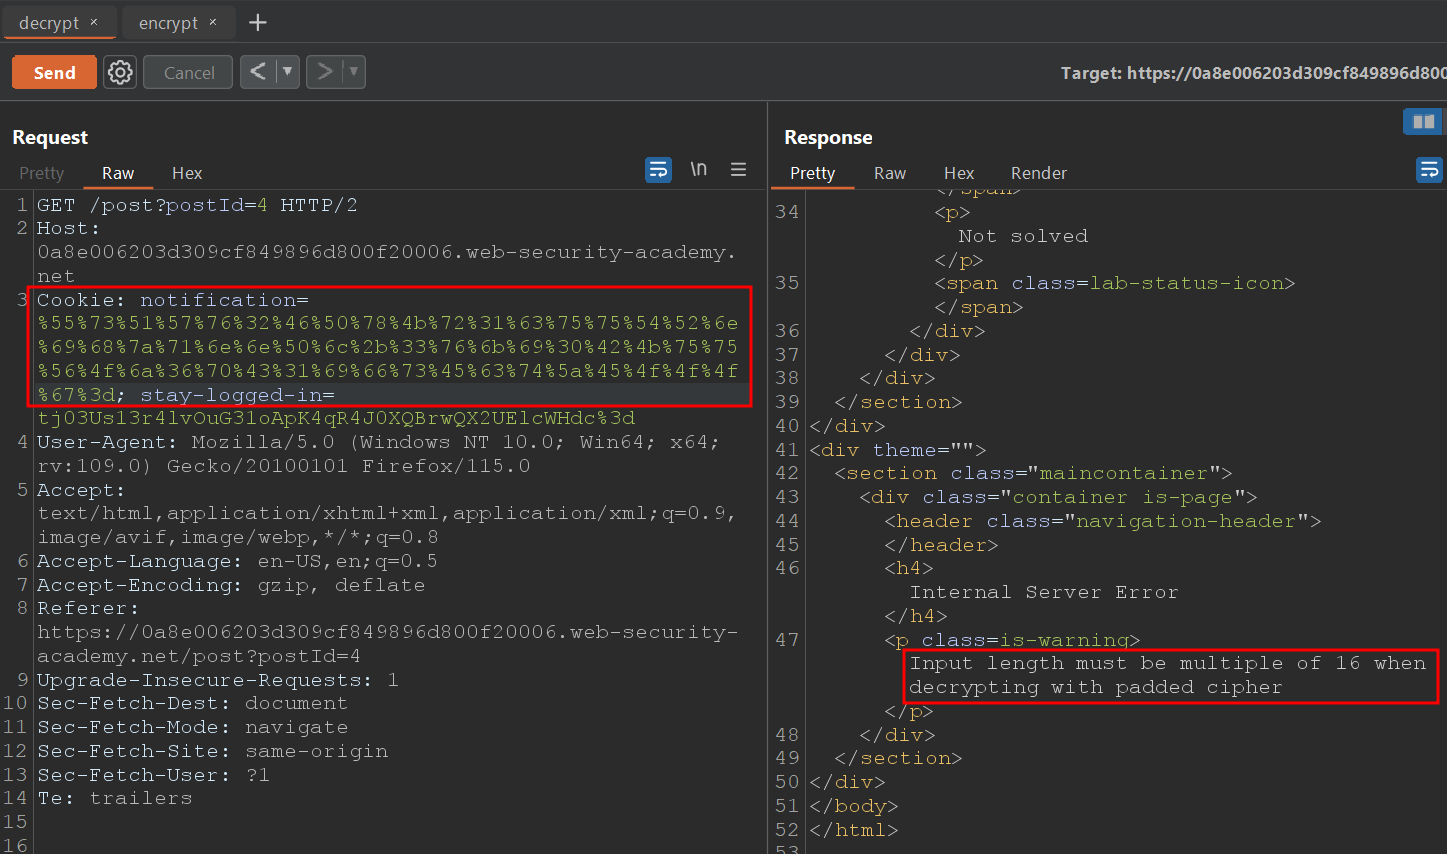 decrypt ×
encrypt ×
+
Send
Cancel
<
>
Target: https://0a8e006203d309cf849896d800
Request
Pretty
Raw
Hex
\n
1 GET /post?postId=4 HTTP/2
2 Host:
0a8e006203d309cf849896d800f20006.web-security-academy.
net
3 Cookie: notification=
%55%73%51%57%76%32%46%50%78%4b%72%31%63%75%75%54%52%6e
%69%68%7a%71%6e%6e%50%6c%2b%33%76%6b%69%30%42%4b%75%75
%56%4f%6a%36%70%43%31%69%66%73%45%63%74%5a%45%4f%4f%4f
%67%3d; stay-logged-in=
tj03Us13r4lvOuG3loApK4qR4J0XQBrwQX2UElcWHdc%3d
4 User-Agent: Mozilla/5.0 (Windows NT 10.0; Win64; x64;
rv:109.0) Gecko/20100101 Firefox/115.0
5 Accept:
text/html,application/xhtml+xml,application/xml;q=0.9,
image/avif,image/webp,*/*;q=0.8
6 Accept-Language: en-US,en;q=0.5
7 Accept-Encoding: gzip, deflate
8 Referer:
https://0a8e006203d309cf849896d800f20006.web-security-
academy.net/post?postId=4
9 Upgrade-Insecure-Requests: 1
10 Sec-Fetch-Dest: document
11 Sec-Fetch-Mode: navigate
12 Sec-Fetch-Site: same-origin
13 Sec-Fetch-User: ?1
14 Te: trailers
15
16
Response
Pretty
Raw
Hex
Render
</span>
34 <p>
Not solved
</p>
35 <span class=lab-status-icon>
</span>
36 </div>
37 </div>
38 </div>
39 </section>
40 </div>
41 <div theme="">
42 <section class="maincontainer">
43 <div class="container is-page">
44 <header class="navigation-header">
45 </header>
46 <h4>
Internal Server Error
</h4>
47 <p class=is-warning>
Input length must be multiple of 16 when
decrypting with padded cipher
</p>
48 </div>
49 </section>
50 </div>
51 </body>
52 </html>
53